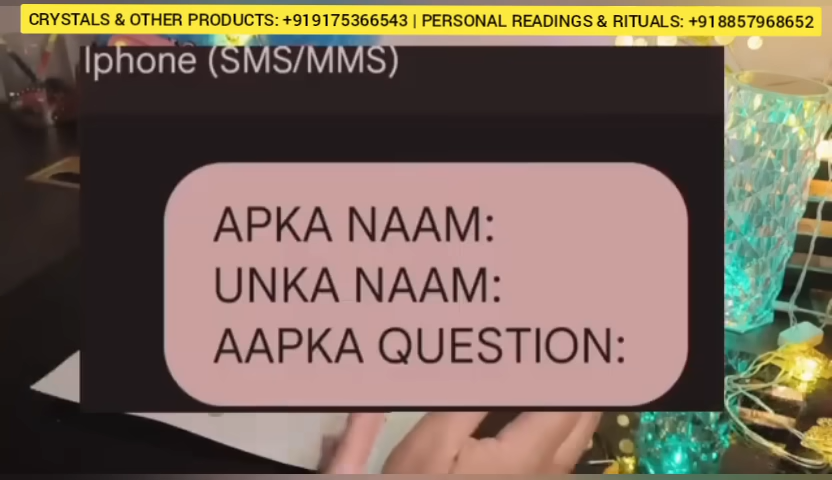 CRYSTALS & OTHER PRODUCTS: +919175366543 | PERSONAL READINGS & RITUALS: +918857968652
Iphone (SMS/MMS)
APKA NAAM:
UNKA NAAM:
AAPKA QUESTION: